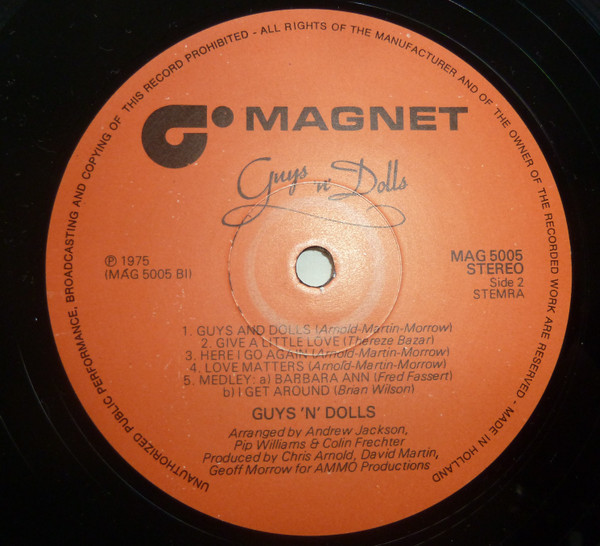 UNAUTHORIZED PUBLIC PERFORMANCE, BROADCASTING AND COPYING OF THIS RECORD PROHIBITED - ALL RIGHTS OF THE MANUFACTURER AND OF THE OWNER OF THE RECORDED WORK ARE RESERVED - MADE IN HOLLAND
MAGNET
Guys 'n' Dolls
℗ 1975
(MAG 5005 BI)
MAG 5005
STEREO
Side 2
STEMRA
1. GUYS AND DOLLS (Arnold-Martin-Morrow)
2. GIVE A LITTLE LOVE (Thereze Bazar)
3. HERE I GO AGAIN (Arnold-Martin-Morrow)
4. LOVE MATTERS (Arnold-Martin-Morrow)
5. MEDLEY: a) BARBARA ANN (Fred Fassert)
b) I GET AROUND (Brian Wilson)
GUYS 'N' DOLLS
Arranged by Andrew Jackson,
Pip Williams & Colin Frechter
Produced by Chris Arnold, David Martin,
Geoff Morrow for AMMO Productions